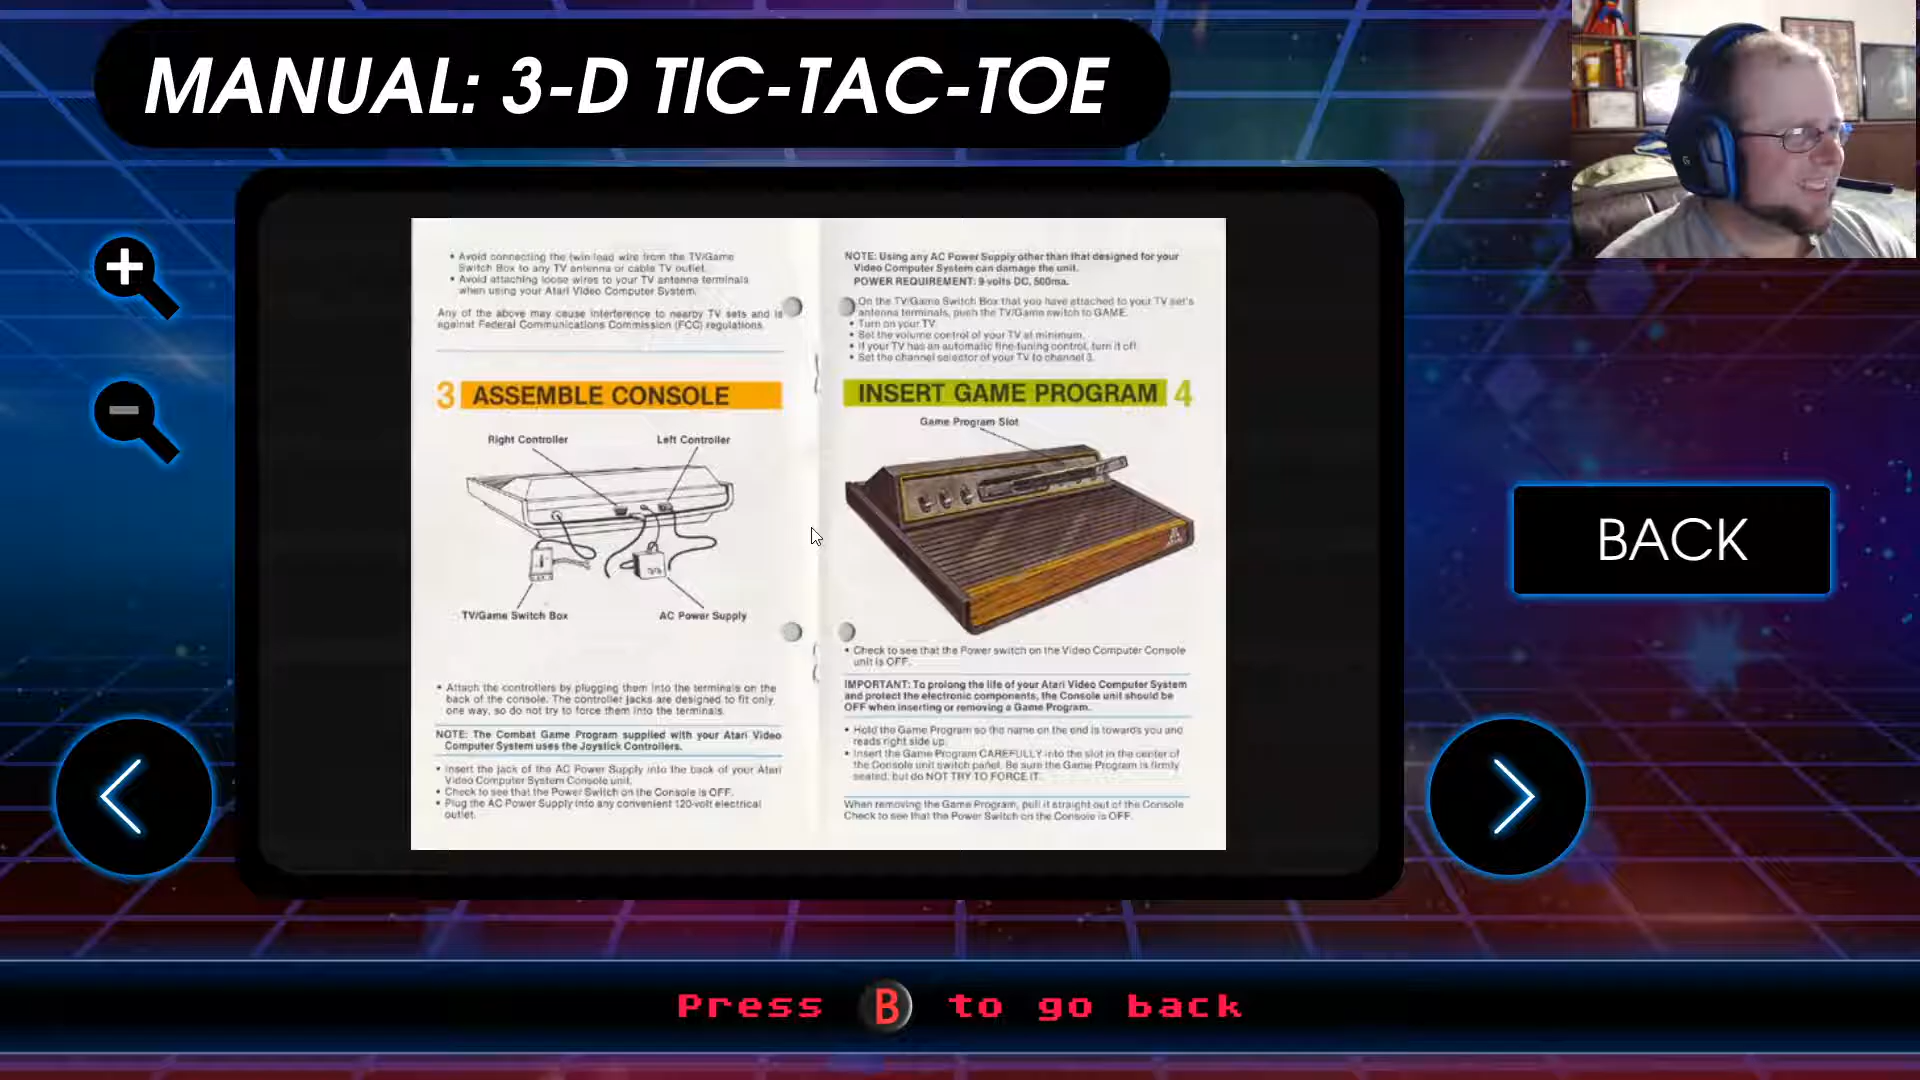 MANUAL: 3-D TIC-TAC-TOE
• Avoid connecting the twin-lead wire from the TV/Game
Switch Box to any TV antenna or cable TV outlet.
• Avoid attaching loose wires to your TV antenna terminals
when using your Atari Video Computer System.
Any of the above may cause interference to nearby TV sets and is
against Federal Communications Commission (FCC) regulations.
3 ASSEMBLE CONSOLE
Right Controller
Left Controller
TV/Game Switch Box
AC Power Supply
• Attach the controllers by plugging them into the terminals on the
back of the console. The controller jacks are designed to fit only
one way, so do not try to force them into the terminals.
NOTE: The Combat Game Program supplied with your Atari Video
Computer System uses the Joystick Controllers.
• Insert the jack of the AC Power Supply into the back of your Atari
Video Computer System Console unit.
• Check to see that the Power Switch on the Console is OFF.
• Plug the AC Power Supply into any convenient 120-volt electrical
outlet.
NOTE: Using any AC Power Supply other than that designed for your
Video Computer System can damage the unit.
POWER REQUIREMENT: 9 volts DC, 500ma.
On the TV/Game Switch Box that you have attached to your TV set's
antenna terminals, push the TV/Game switch to GAME.
• Turn on your TV.
• Set the volume control of your TV at minimum.
• If your TV has an automatic fine-tuning control, turn it off.
• Set the channel selector of your TV to channel 3.
INSERT GAME PROGRAM 4
Game Program Slot
ATARI
• Check to see that the Power switch on the Video Computer Console
unit is OFF.
IMPORTANT: To prolong the life of your Atari Video Computer System
and protect the electronic components, the Console unit should be
OFF when inserting or removing a Game Program.
• Hold the Game Program so the name on the end is towards you and
reads right side up.
• Insert the Game Program CAREFULLY into the slot in the center of
the Console unit switch panel. Be sure the Game Program is firmly
seated, but do NOT TRY TO FORCE IT.
When removing the Game Program, pull it straight out of the Console
Check to see that the Power Switch on the Console is OFF.
BACK
Press B to go back